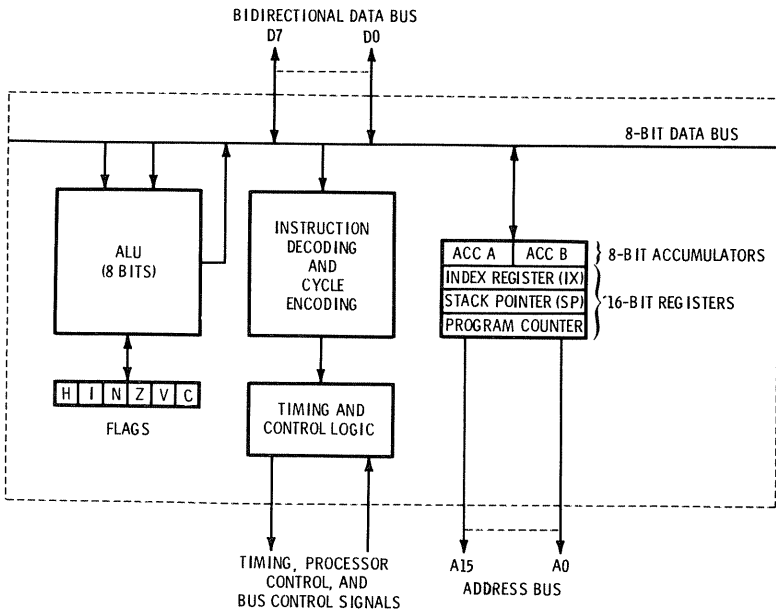 BIDIRECTIONAL DATA BUS
D7 D0
8-BIT DATA BUS
ALU
(8 BITS)
INSTRUCTION
DECODING
AND
CYCLE
ENCODING
ACC A ACC B
8-BIT ACCUMULATORS
INDEX REGISTER (IX)
STACK POINTER (SP)
16-BIT REGISTERS
PROGRAM COUNTER
H I N Z V C
FLAGS
TIMING AND
CONTROL LOGIC
TIMING, PROCESSOR
CONTROL, AND
BUS CONTROL SIGNALS
A15 A0
ADDRESS BUS